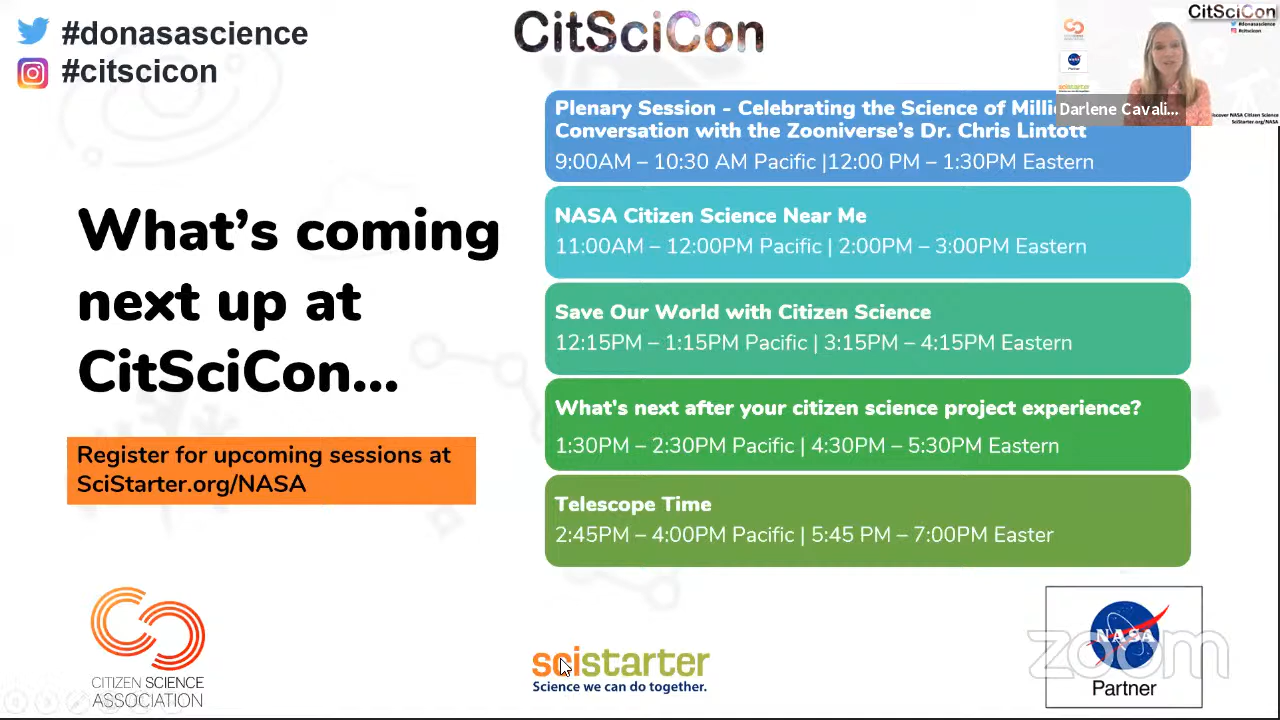 #donasascience
#citscicon
CitSciCon
CitSciCon
Darlene Cavali...
SciStarter.org/NASA
What's coming
next up at
CitSciCon...
Register for upcoming sessions at
SciStarter.org/NASA
Plenary Session - Celebrating the Science of
Conversation with the Zooniverse's Dr. Chris Lintott
9:00AM – 10:30 AM Pacific |12:00 PM – 1:30PM Eastern
NASA Citizen Science Near Me
11:00AM – 12:00PM Pacific | 2:00PM – 3:00PM Eastern
Save Our World with Citizen Science
12:15PM – 1:15PM Pacific | 3:15PM – 4:15PM Eastern
What's next after your citizen science project experience?
1:30PM – 2:30PM Pacific | 4:30PM – 5:30PM Eastern
Telescope Time
2:45PM – 4:00PM Pacific | 5:45 PM – 7:00PM Easter
CITIZEN SCIENCE
ASSOCIATION
scistarter
Science we can do together.
NASA
Partner
zoom